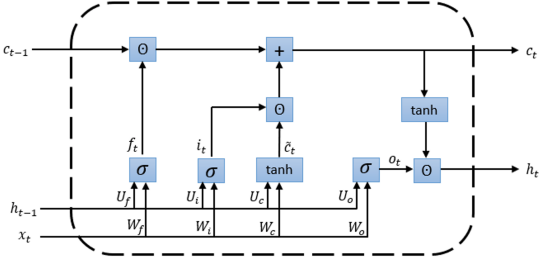 c_{t-1} ⊙ + c_t
tanh
⊙
f_t i_t c̃_t
σ σ tanh σ o_t ⊙ h_t
U_f U_i U_c U_o
h_{t-1}
W_f W_i W_c W_o
x_t